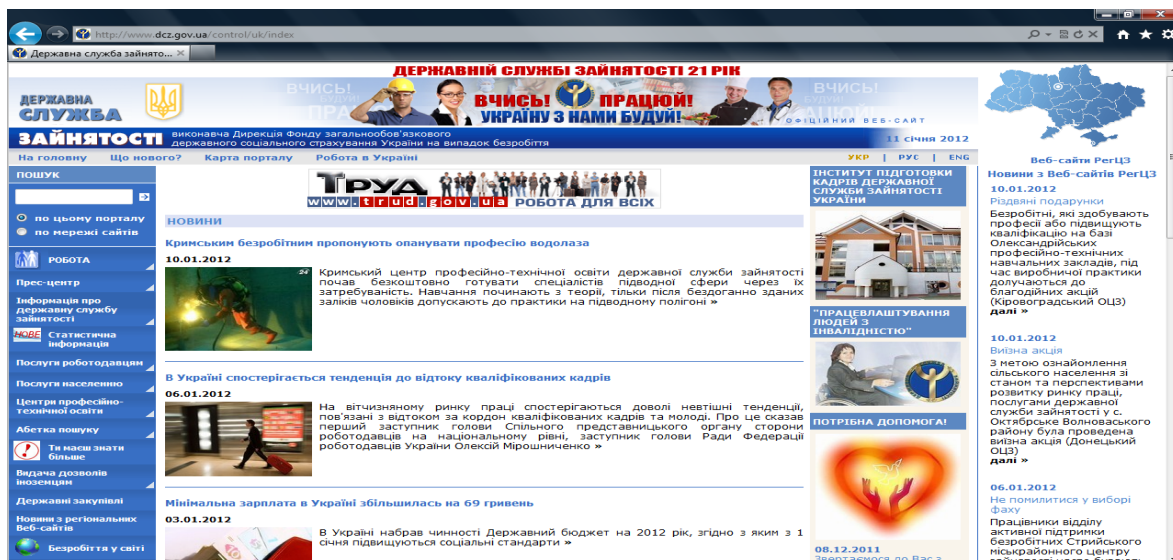 http://www.dcz.gov.ua/control/uk/index
Державна служба зайнято...
ДЕРЖАВНІЙ СЛУЖБІ ЗАЙНЯТОСТІ 21 РІК
ДЕРЖАВНА
СЛУЖБА
ЗАЙНЯТОСТІ
ВЧИСЬ!
ВЧИСЬ! ПРАЦЮЙ!
УКРАЇНУ З НАМИ БУДУЙ!
ВЧИСЬ!
ОФІЦІЙНИЙ ВЕБ-САЙТ
виконавча Дирекція Фонду загальнообов'язкового
державного соціального страхування України на випадок безробіття
11 січня 2012
На головну Що нового? Карта порталу Робота в Україні
УКР | РУС | ENG
ПОШУК
по цьому порталу
по мережі сайтів
РОБОТА
Прес-центр
Інформація про
державну службу
зайнятості
НОВЕ Статистична
інформація
Послуги роботодавцям
Послуги населенню
Центри професійно-
технічної освіти
Абетка пошуку
Ти маєш знати
більше
Видача дозволів
іноземцям
Державні закупівлі
Новини з регіональних
Веб-сайтів
Безробіття у світі
Труд
www.trud.gov.ua РОБОТА ДЛЯ ВСІХ
НОВИНИ
Кримським безробітним пропонують опанувати професію водолаза
10.01.2012
Кримський центр професійно-технічної освіти державної служби зайнятості
почав безкоштовно готувати спеціалістів підводної сфери через їх
затребуваність. Навчання починають з теорії, тільки після бездоганно зданих
заліків чоловіків допускають до практики на підводному полігоні »
В Україні спостерігається тенденція до відтоку кваліфікованих кадрів
06.01.2012
На вітчизняному ринку праці спостерігаються доволі невтішні тенденції,
пов'язані з відтоком за кордон кваліфікованих кадрів та молоді. Про це сказав
перший заступник голови Спільного представницького органу сторони
роботодавців на національному рівні, заступник голови Ради Федерації
роботодавців України Олексій Мірошниченко »
Мінімальна зарплата в Україні збільшилась на 69 гривень
03.01.2012
В Україні набрав чинності Державний бюджет на 2012 рік, згідно з яким з 1
січня підвищуються соціальні стандарти »
ІНСТИТУТ ПІДГОТОВКИ
КАДРІВ ДЕРЖАВНОЇ
СЛУЖБИ ЗАЙНЯТОСТІ
УКРАЇНИ
"ПРАЦЕВЛАШТУВАННЯ
ЛЮДЕЙ З
ІНВАЛІДНІСТЮ"
ПОТРІБНА ДОПОМОГА!
08.12.2011
Звертаємося до Вас з
Веб-сайти РегЦЗ
Новини з Веб-сайтів РегЦЗ
10.01.2012
Різдвяні подарунки
Безробітні, які здобувають
професії або підвищують
кваліфікацію на базі
Олександрійських
професійно-технічних
навчальних закладів, під
час виробничої практики
долучаються до
благодійних акцій
(Кіровоградський ОЦЗ)
далі »
10.01.2012
Виїзна акція
З метою ознайомлення
сільського населення зі
станом та перспективами
розвитку ринку праці,
послугами державної
служби зайнятості у с.
Октябрське Волноваського
району була проведена
виїзна акція (Донецький
ОЦЗ)
далі »
06.01.2012
Не помилитися у виборі
фаху
Працівники відділу
активної підтримки
безробітних Стрийського
міськрайонного центру